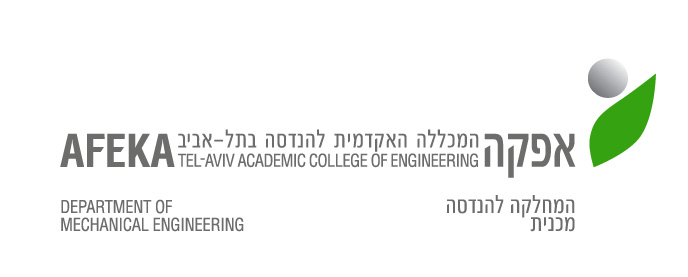 אפקה
המכללה האקדמית להנדסה בתל-אביב
AFEKA
TEL-AVIV ACADEMIC COLLEGE OF ENGINEERING
המחלקה להנדסה
מכנית
DEPARTMENT OF
MECHANICAL ENGINEERING